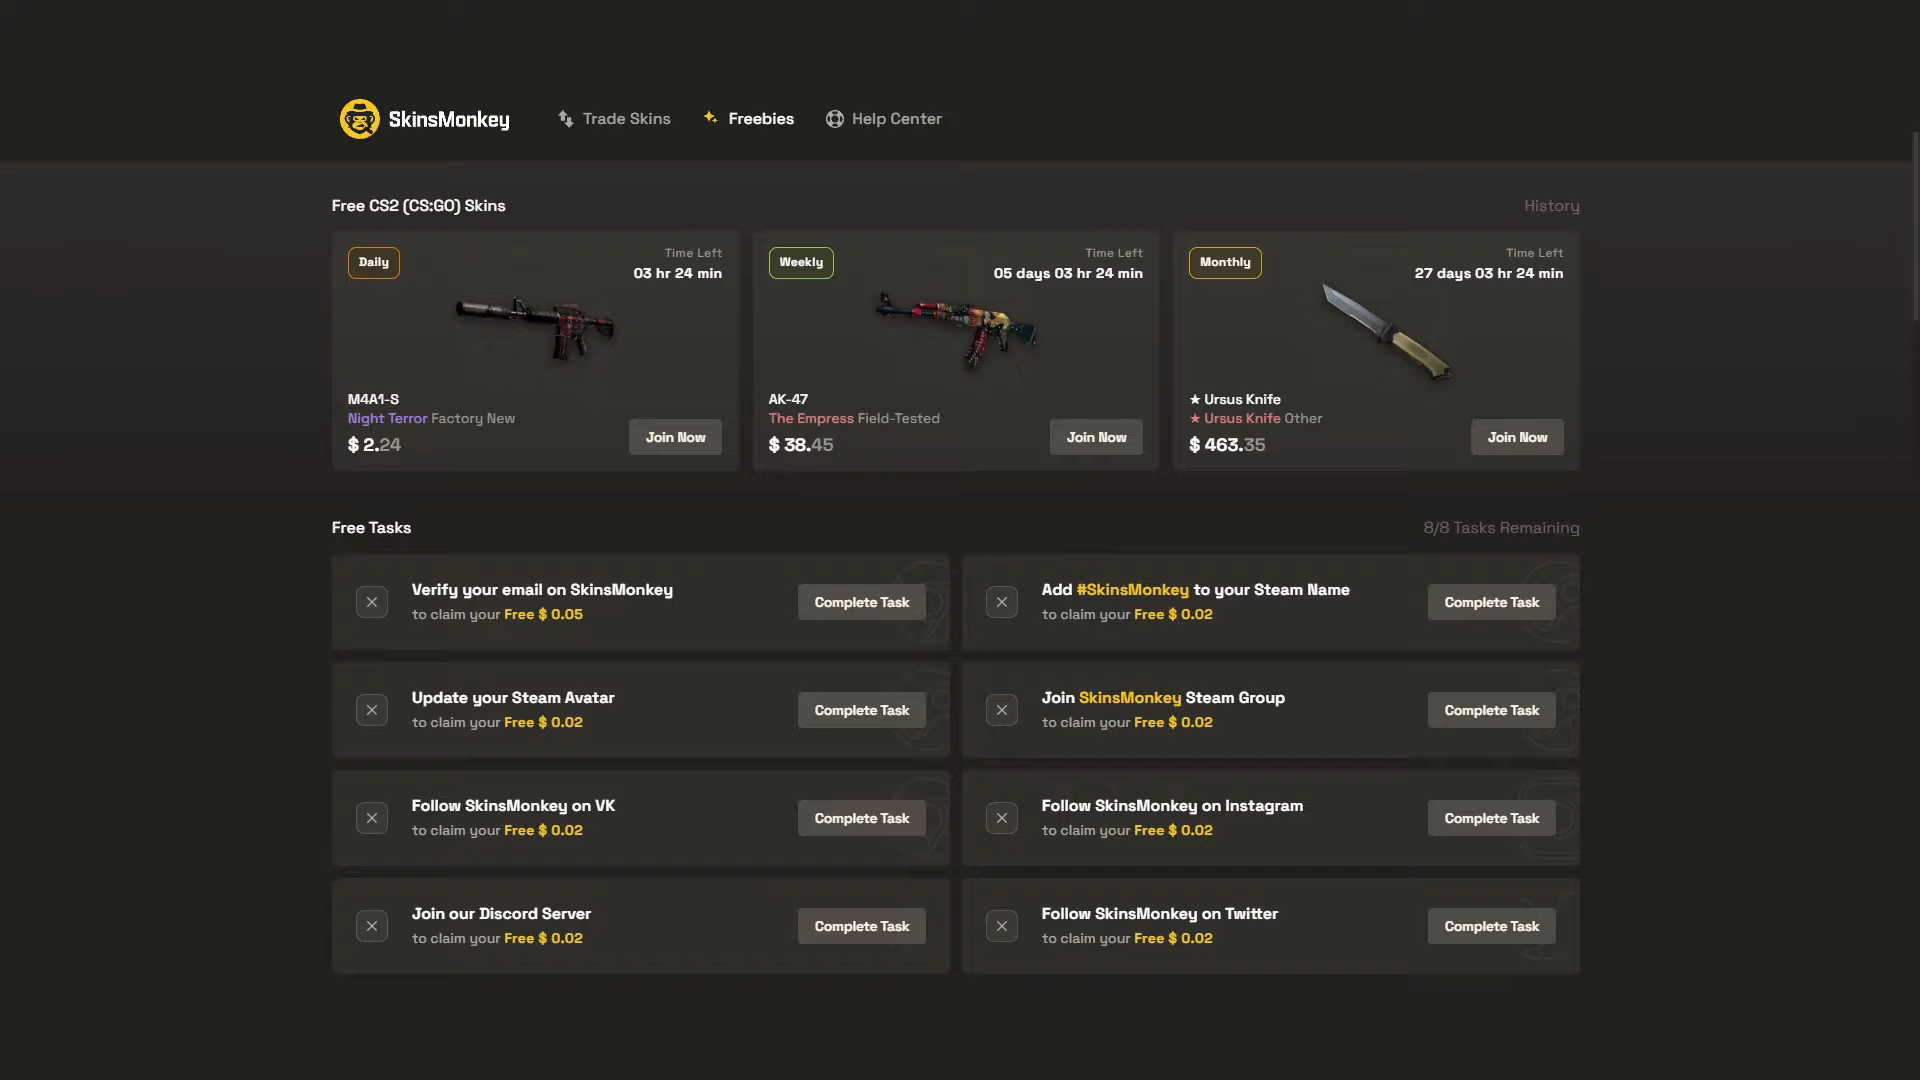 SkinsMonkey
Trade Skins
Freebies
Help Center
Free CS2 (CS:GO) Skins
History
Daily
Time Left
03 hr 24 min
M4A1-S
Night Terror Factory New
$ 2.24
Join Now
Weekly
Time Left
05 days 03 hr 24 min
AK-47
The Empress Field-Tested
$ 38.45
Join Now
Monthly
Time Left
27 days 03 hr 24 min
★ Ursus Knife
★ Ursus Knife Other
$ 463.35
Join Now
Free Tasks
8/8 Tasks Remaining
Verify your email on SkinsMonkey
to claim your Free $ 0.05
Complete Task
Add #SkinsMonkey to your Steam Name
to claim your Free $ 0.02
Complete Task
Update your Steam Avatar
to claim your Free $ 0.02
Complete Task
Join SkinsMonkey Steam Group
to claim your Free $ 0.02
Complete Task
Follow SkinsMonkey on VK
to claim your Free $ 0.02
Complete Task
Follow SkinsMonkey on Instagram
to claim your Free $ 0.02
Complete Task
Join our Discord Server
to claim your Free $ 0.02
Complete Task
Follow SkinsMonkey on Twitter
to claim your Free $ 0.02
Complete Task